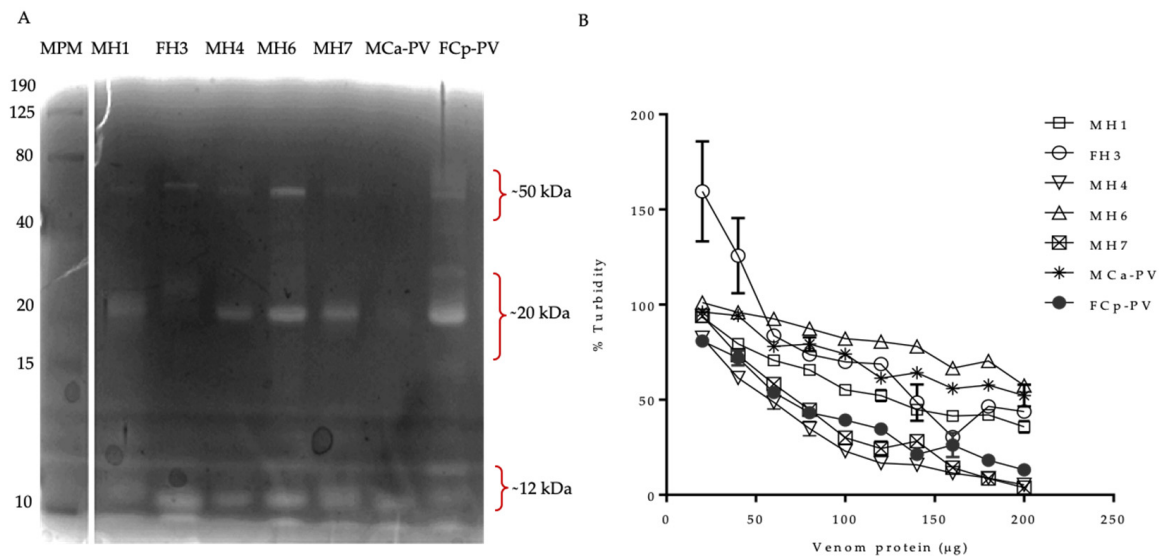 A
MPM MH1 FH3 MH4 MH6 MH7 MCa-PV FCp-PV
190
125
80
40
20
15
10
~50 kDa
~20 kDa
~12 kDa
B
% Turbidity
200
150
100
50
0
0 50 100 150 200 250
Venom protein (µg)
MH1
FH3
MH4
MH6
MH7
MCa-PV
FCp-PV